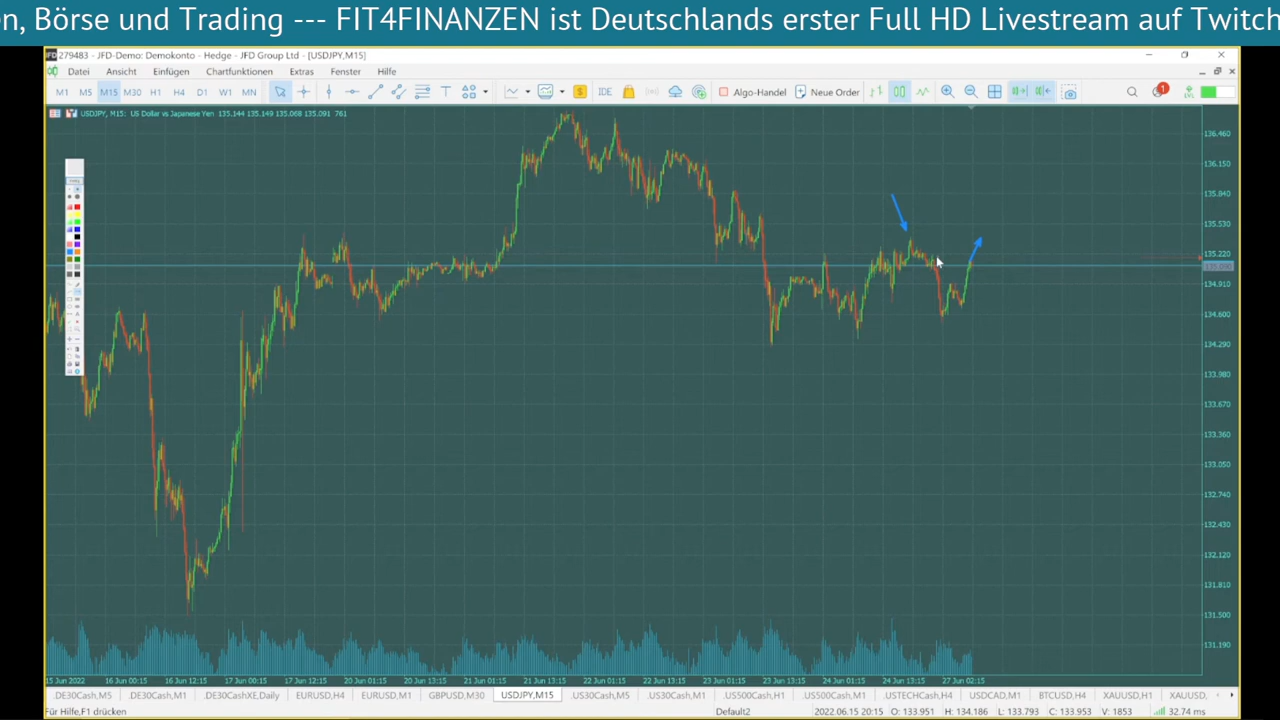 n, Börse und Trading --- FIT4FINANZEN ist Deutschlands erster Full HD Livestream auf Twitch
279483 - JFD-Demo: Demokonto - Hedge - JFD Group Ltd - [USDJPY,M15]
Datei Ansicht Einfügen Chartfunktionen Extras Fenster Hilfe
M1 M5 M15 M30 H1 H4 D1 W1 MN T IDE Algo-Handel Neue Order 1
USDJPY, M15: US Dollar vs Japanese Yen 135.144 135.149 135.068 135.091 761
136.460
136.150
135.940
135.530
135.220
134.910
134.600
134.290
133.980
133.670
133.360
133.050
132.740
132.430
132.120
131.810
131.500
131.190
15 Jun 2022 16 Jun 00:15 16 Jun 12:15 17 Jun 00:15 17 Jun 12:15 20 Jun 01:15 20 Jun 13:15 21 Jun 01:15 21 Jun 13:15 22 Jun 01:15 22 Jun 13:15 23 Jun 01:15 23 Jun 13:15 24 Jun 01:15 24 Jun 13:15 27 Jun 02:15
.DE30Cash,M5 .DE30Cash,M1 .DE30CashXE,Daily EURUSD,H4 EURUSD,M1 GBPUSD,M30 USDJPY,M15 .US30Cash,M5 .US30Cash,M1 .US500Cash,H1 .US500Cash,M1 .USTECHCash,H4 USDCAD,M1 BTCUSD,H4 XAUUSD,H1 XAUUSD,
Für Hilfe,F1 drücken Default2 2022.06.15 20:15 O: 133.951 H: 134.186 L: 133.793 C: 133.953 V: 1853 32.74 ms